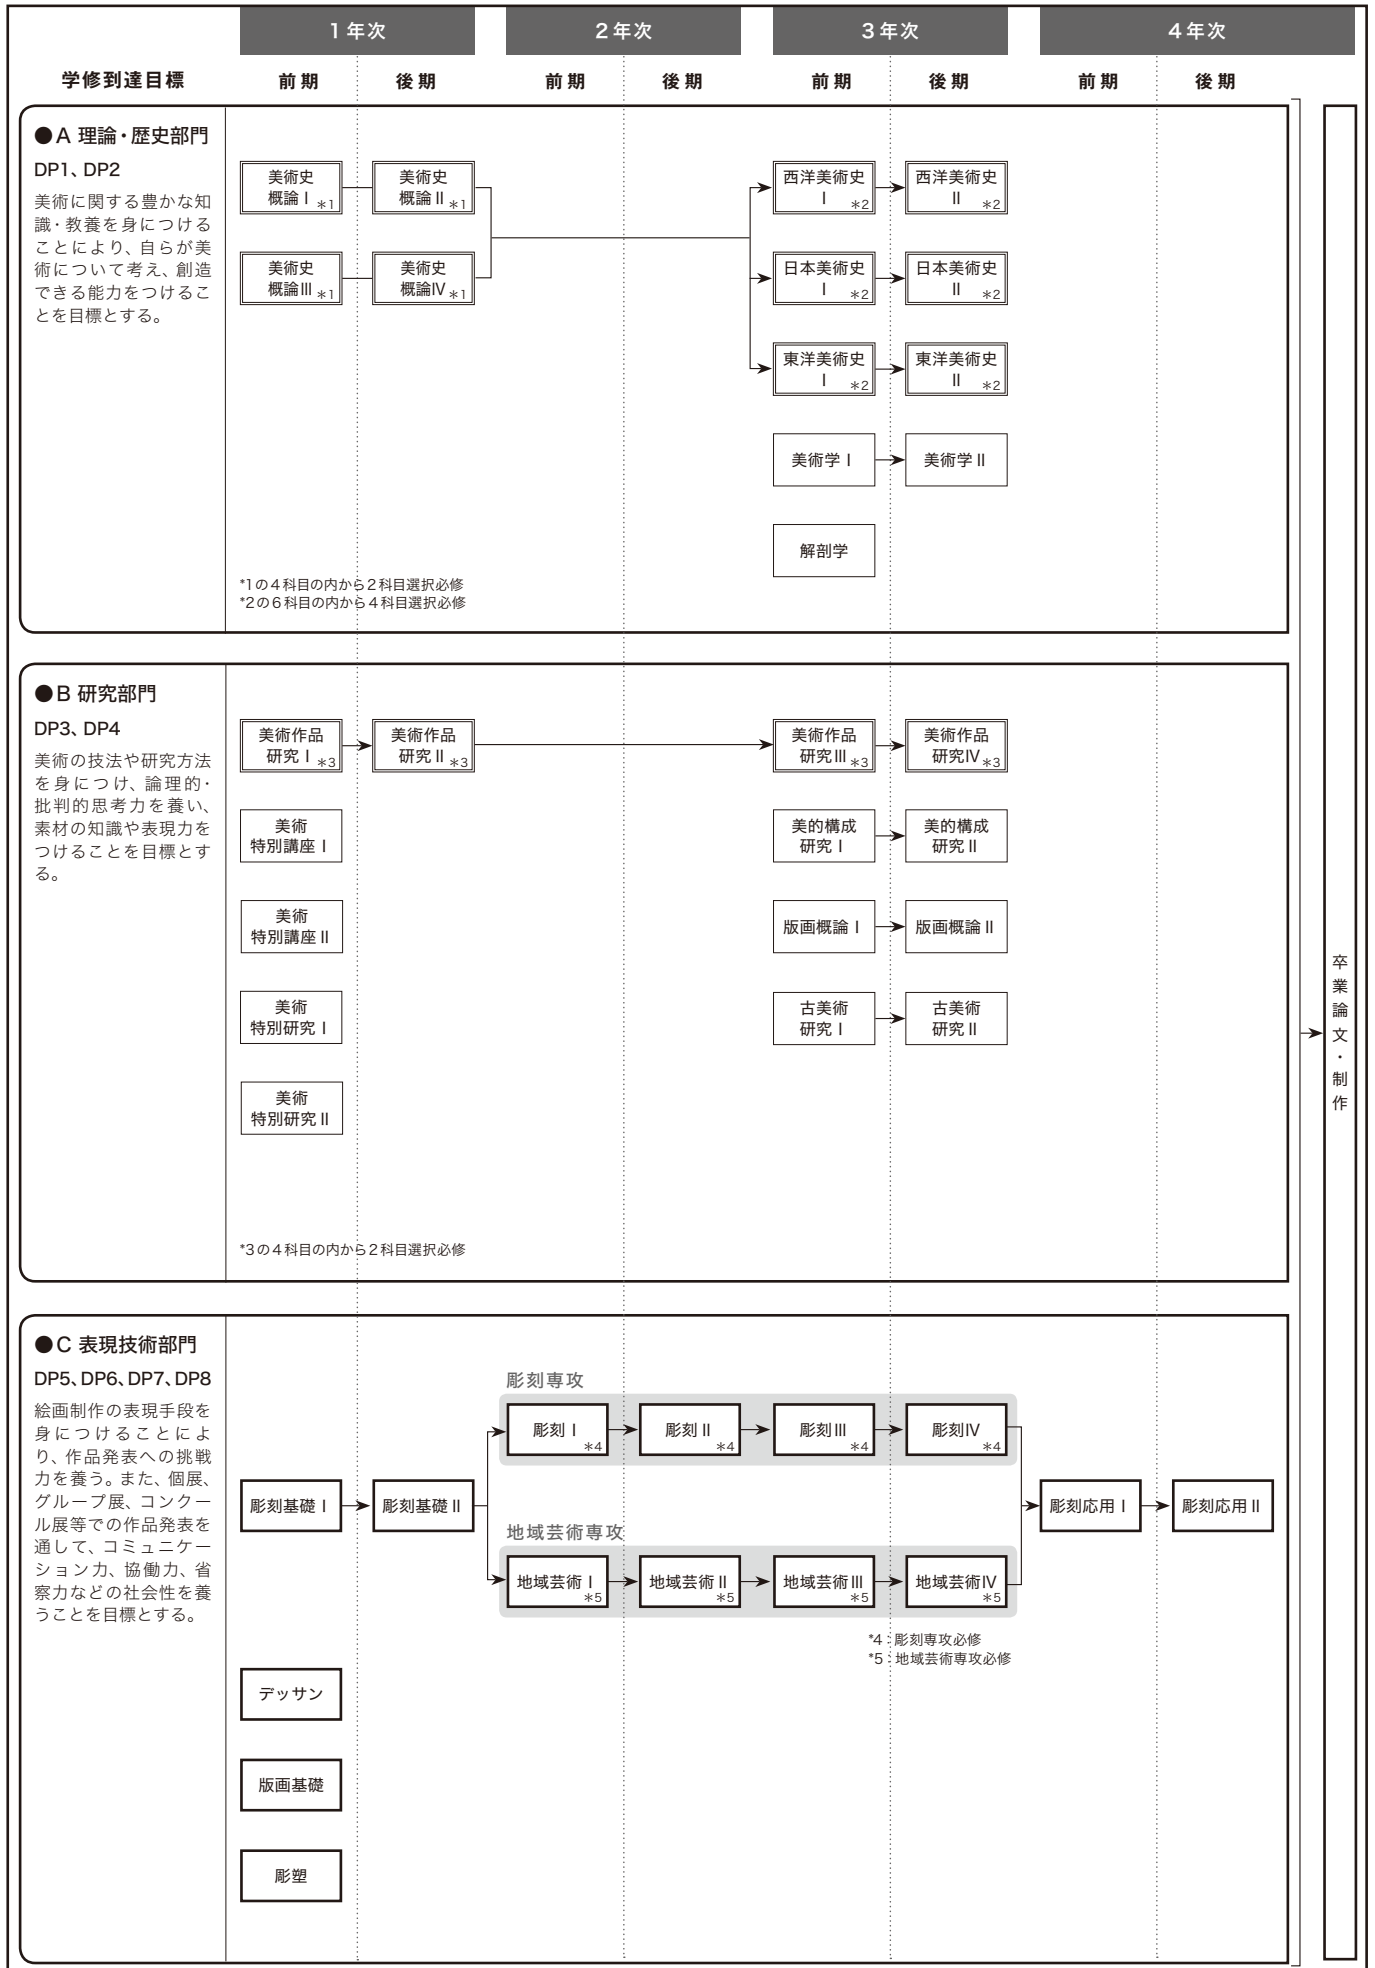 1年次
2年次
3年次
4年次
学修到達目標
前期
後期
前期
後期
前期
後期
前期
後期
●A 理論・歴史部門
DP1、DP2
美術に関する豊かな知
識・教養を身につける
ことにより、自らが美
術について考え、創造
できる能力をつけるこ
とを目標とする。
美術史
概論Ⅰ ＊1
美術史
概論Ⅱ ＊1
美術史
概論Ⅲ ＊1
美術史
概論Ⅳ ＊1
西洋美術史
Ⅰ ＊2
西洋美術史
Ⅱ ＊2
日本美術史
Ⅰ ＊2
日本美術史
Ⅱ ＊2
東洋美術史
Ⅰ ＊2
東洋美術史
Ⅱ ＊2
美術学Ⅰ
美術学Ⅱ
解剖学
*1の4科目の内から2科目選択必修
*2の6科目の内から4科目選択必修
●B 研究部門
DP3、DP4
美術の技法や研究方法
を身につけ、論理的・
批判的思考力を養い、
素材の知識や表現力を
つけることを目標とす
る。
美術作品
研究Ⅰ ＊3
美術作品
研究Ⅱ ＊3
美術作品
研究Ⅲ ＊3
美術作品
研究Ⅳ ＊3
美術
特別講座Ⅰ
美的構成
研究Ⅰ
美的構成
研究Ⅱ
美術
特別講座Ⅱ
版画概論Ⅰ
版画概論Ⅱ
美術
特別研究Ⅰ
古美術
研究Ⅰ
古美術
研究Ⅱ
美術
特別研究Ⅱ
*3の4科目の内から2科目選択必修
●C 表現技術部門
DP5、DP6、DP7、DP8
絵画制作の表現手段を
身につけることによ
り、作品発表への挑戦
力を養う。また、個展、
グループ展、コンクー
ル展等での作品発表を
通して、コミュニケー
ション力、協働力、省
察力などの社会性を養
うことを目標とする。
彫刻専攻
彫刻Ⅰ
＊4
彫刻Ⅱ
＊4
彫刻Ⅲ
＊4
彫刻Ⅳ
＊4
彫刻基礎Ⅰ
彫刻基礎Ⅱ
彫刻応用Ⅰ
彫刻応用Ⅱ
地域芸術専攻
地域芸術Ⅰ
＊5
地域芸術Ⅱ
＊5
地域芸術Ⅲ
＊5
地域芸術Ⅳ
＊5
*4：彫刻専攻必修
*5：地域芸術専攻必修
デッサン
版画基礎
彫塑
卒業論文・制作